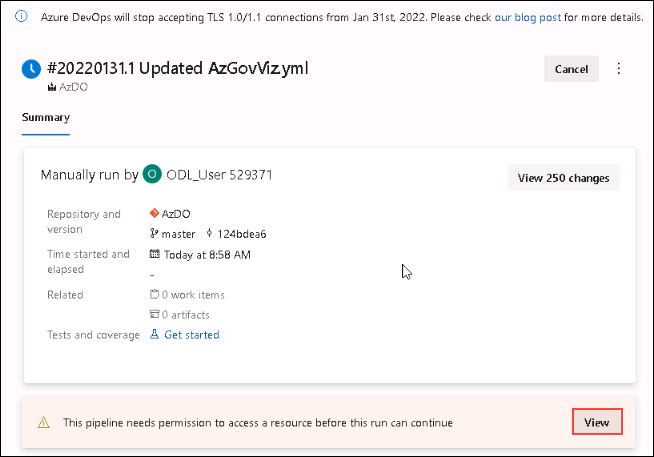 Azure DevOps will stop accepting TLS 1.0/1.1 connections from Jan 31st, 2022. Please check our blog post for more details.
#20220131.1 Updated AzGovViz.yml
Cancel
AzDO
Summary
Manually run by O ODL_User 529371
View 250 changes
Repository and version
AzDO
master 124bdea6
Time started and elapsed
Today at 8:58 AM
-
Related
0 work items
0 artifacts
Tests and coverage
Get started
This pipeline needs permission to access a resource before this run can continue
View